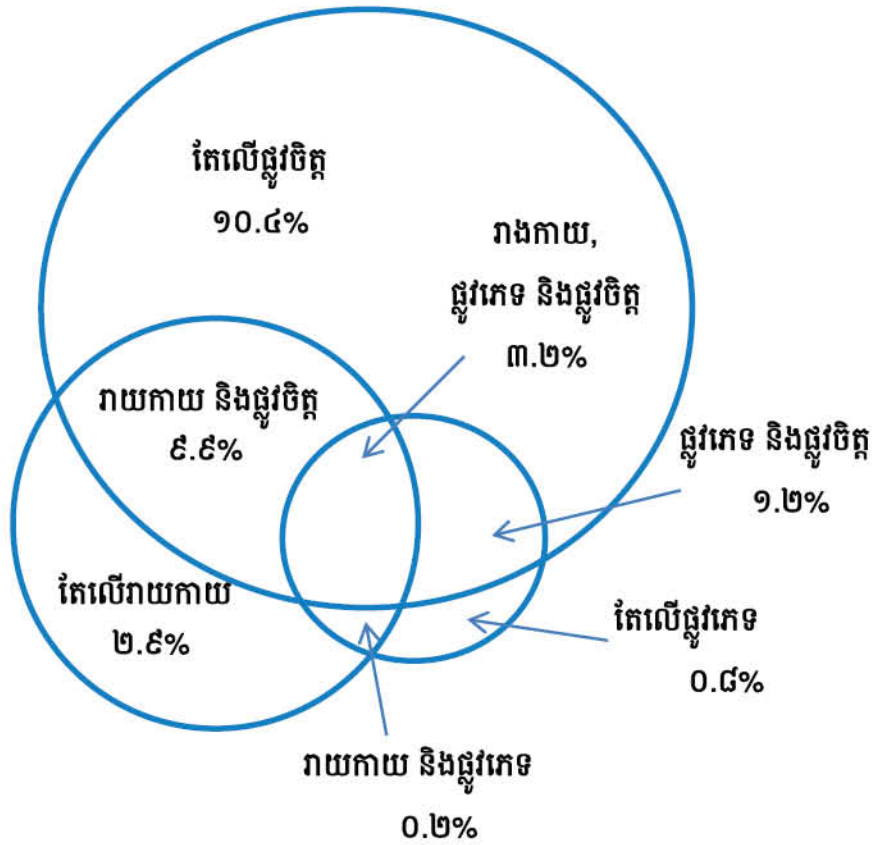 តែលើផ្លូវចិត្ត
១០.៤%
រាងកាយ,
ផ្លូវភេទ និងផ្លូវចិត្ត
៣.២%
រាយកាយ និងផ្លូវចិត្ត
៩.៩%
ផ្លូវភេទ និងផ្លូវចិត្ត
១.២%
តែលើរាយកាយ
២.៩%
តែលើផ្លូវភេទ
០.៨%
រាយកាយ និងផ្លូវភេទ
០.២%